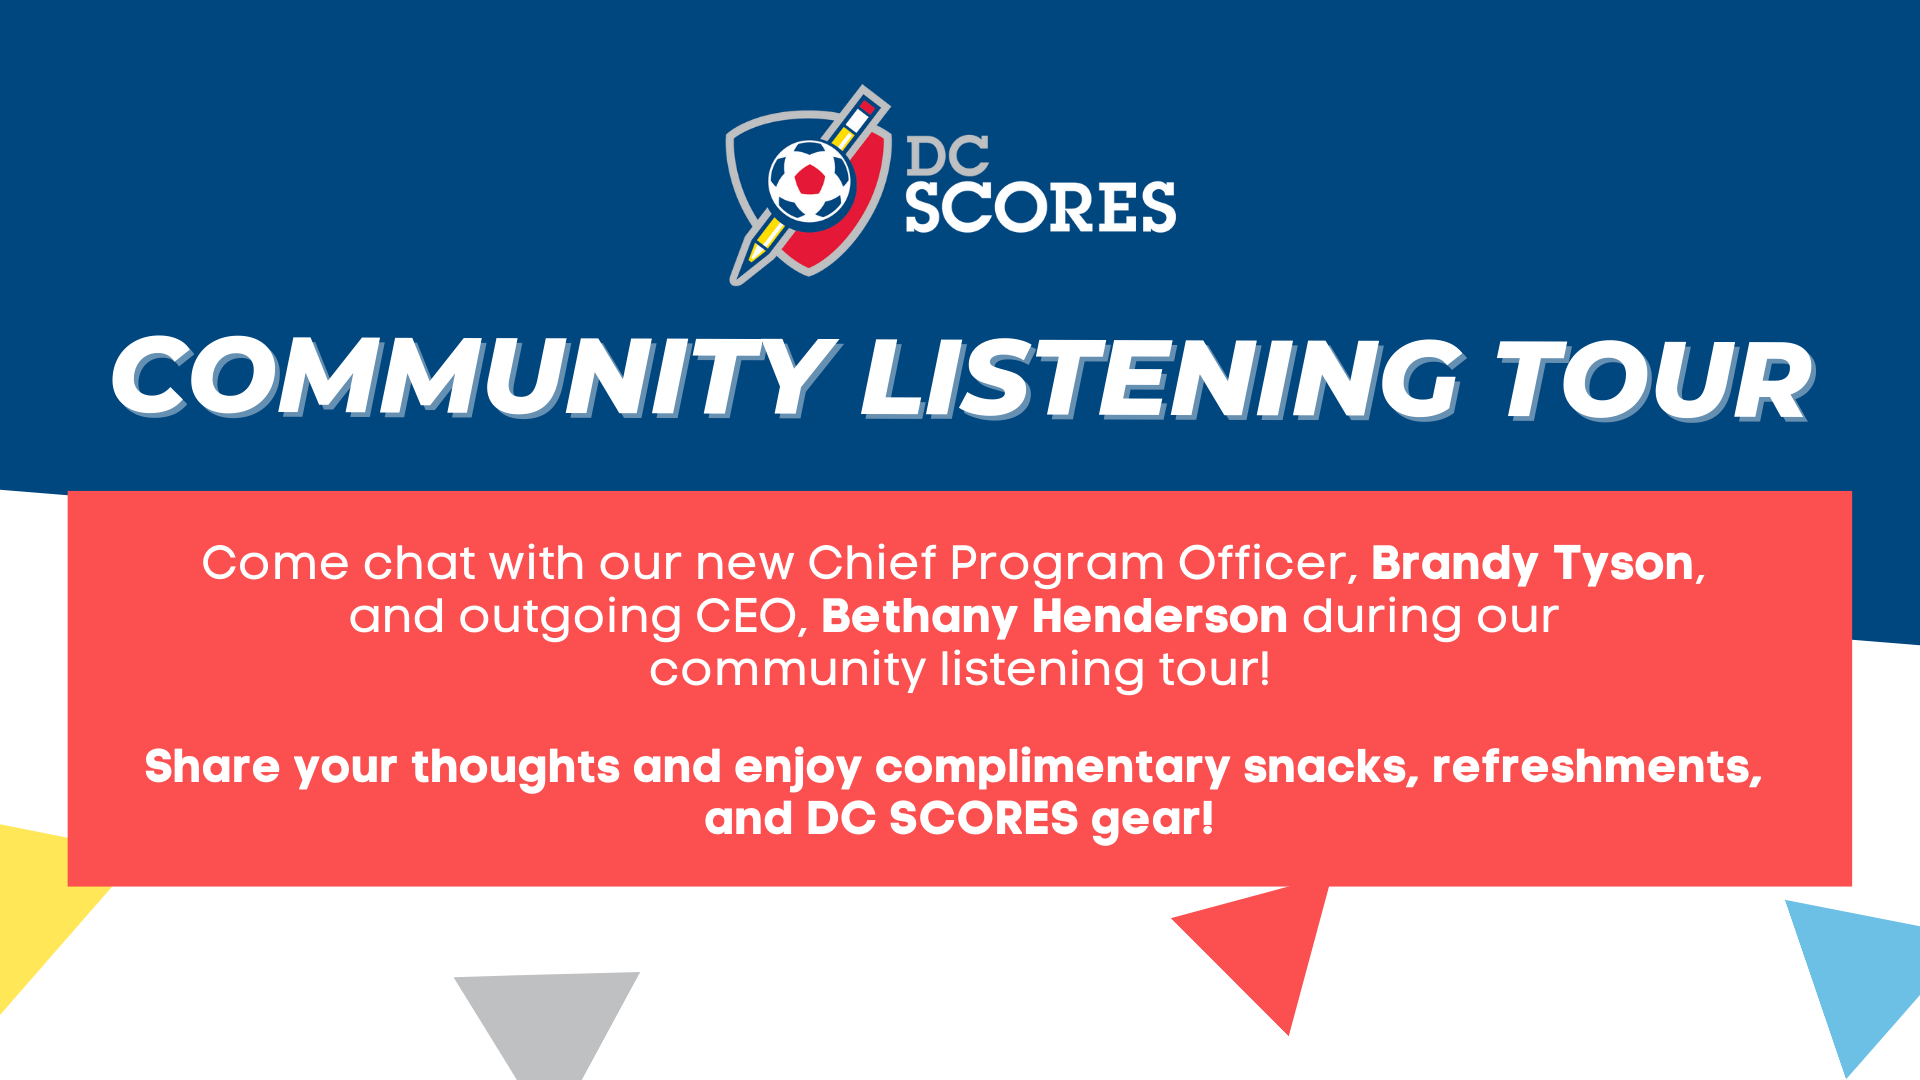 DC
SCORES
COMMUNITY LISTENING TOUR
Come chat with our new Chief Program Officer, Brandy Tyson,
and outgoing CEO, Bethany Henderson during our
community listening tour!
Share your thoughts and enjoy complimentary snacks, refreshments,
and DC SCORES gear!